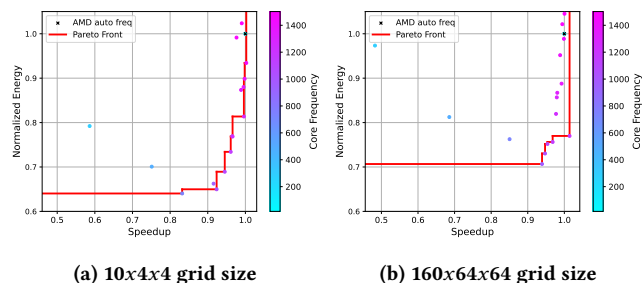 AMD auto freq
Pareto Front
1.0
0.9
0.8
0.7
0.6
Normalized Energy
0.5 0.6 0.7 0.8 0.9 1.0
Speedup
1400
1200
1000
800
600
400
200
Core Frequency
(a) 10x4x4 grid size
AMD auto freq
Pareto Front
1.0
0.9
0.8
0.7
0.6
Normalized Energy
0.5 0.6 0.7 0.8 0.9 1.0
Speedup
1400
1200
1000
800
600
400
200
Core Frequency
(b) 160x64x64 grid size